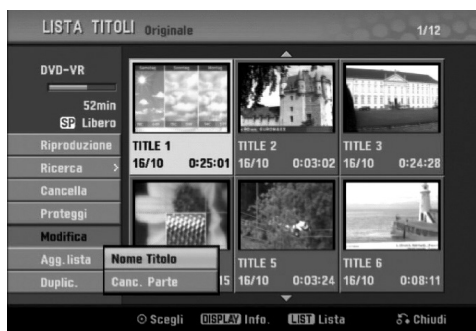 LISTA TITOLI Originale 1/12
DVD-VR
52min
SP Libero
Riproduzione
Ricerca >
Cancella
Proteggi
Modifica
Agg.lista
Duplic.
Nome Titolo
Canc. Parte
TITLE 1
16/10 0:25:01
TITLE 2
16/10 0:03:02
TITLE 3
16/10 0:24:28
15
TITLE 5
16/10 0:03:24
TITLE 6
16/10 0:08:11
Scegli DISPLAY Info. LIST Lista Chiudi